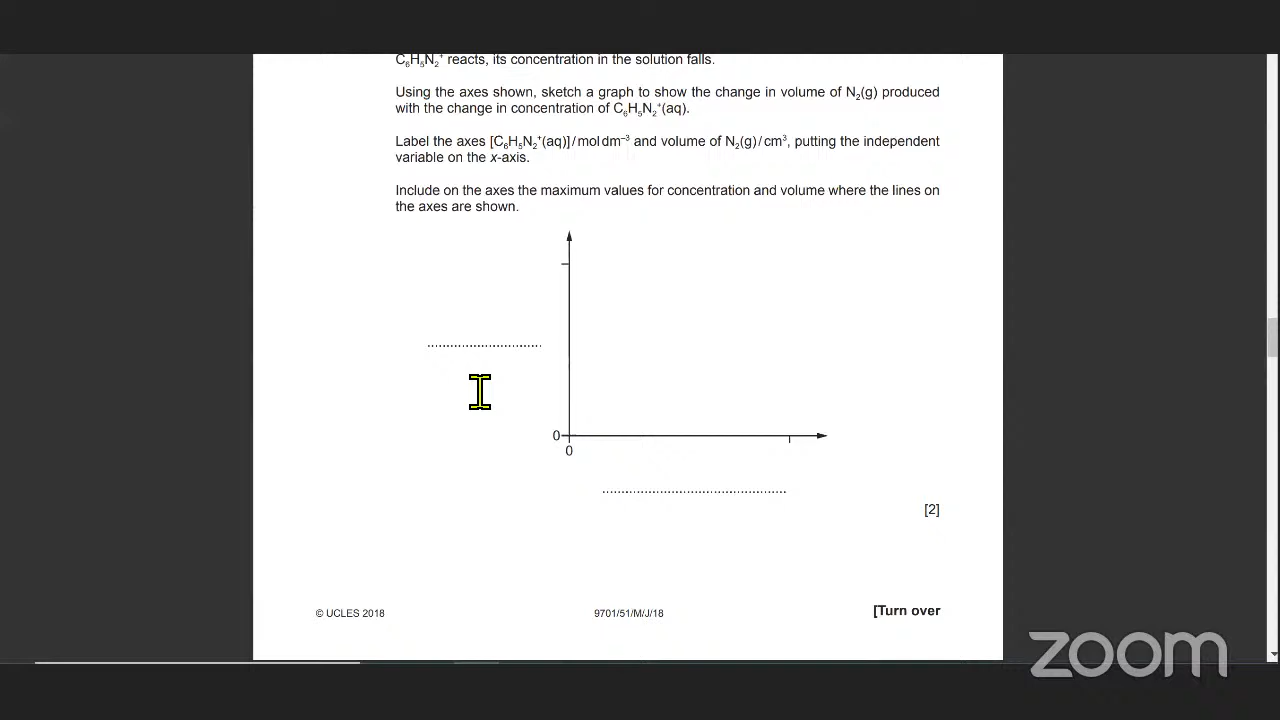 C₆H₅N₂⁺ reacts, its concentration in the solution falls.
Using the axes shown, sketch a graph to show the change in volume of N₂(g) produced
with the change in concentration of C₆H₅N₂⁺(aq).
Label the axes [C₆H₅N₂⁺(aq)]/mol dm⁻³ and volume of N₂(g)/cm³, putting the independent
variable on the x-axis.
Include on the axes the maximum values for concentration and volume where the lines on
the axes are shown.
0
0
[2]
© UCLES 2018
9701/51/M/J/18
[Turn over
zoom